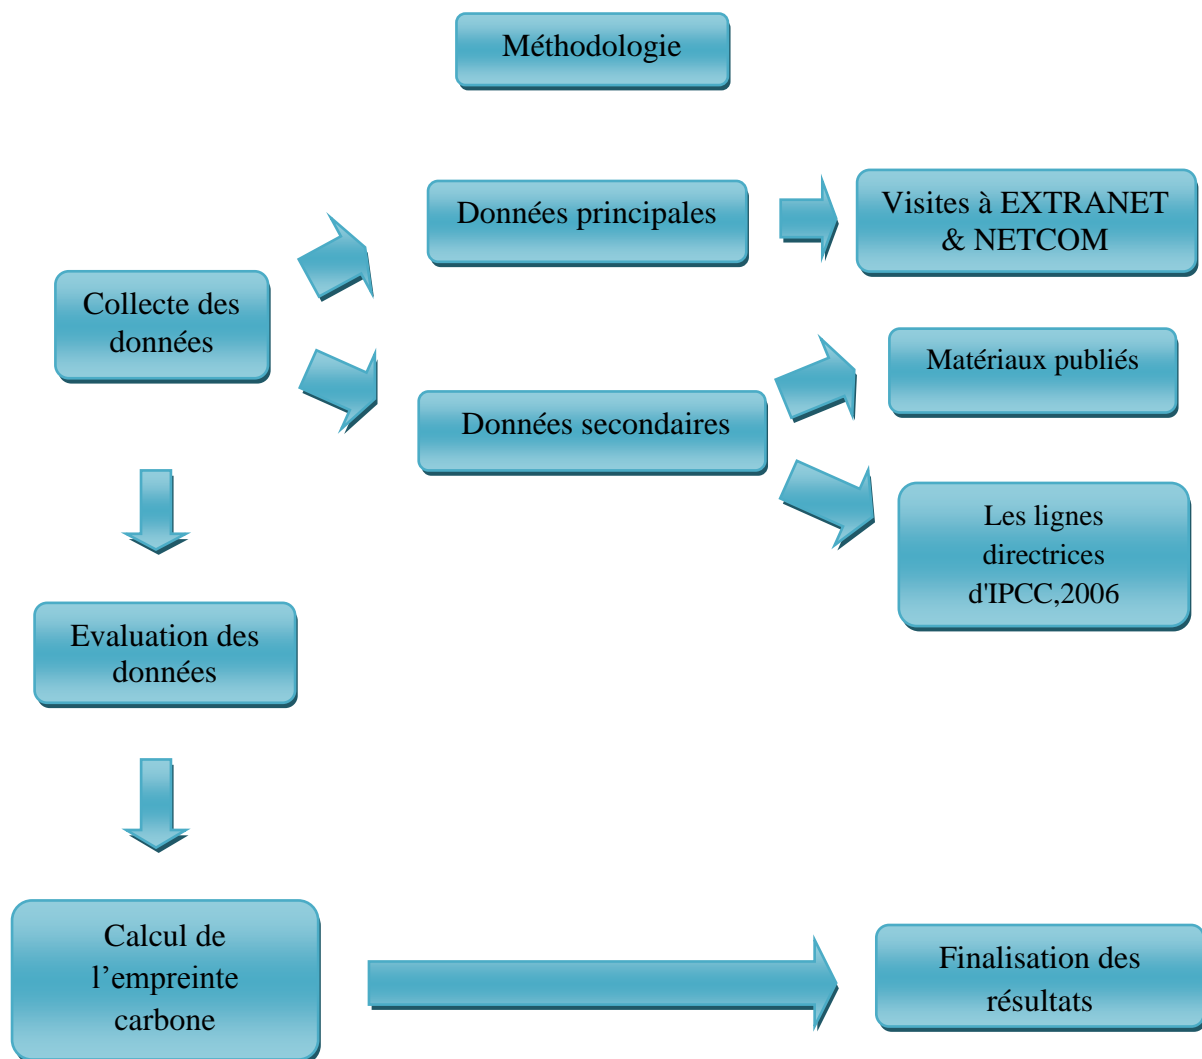 Méthodologie
Données principales
Visites à EXTRANET
& NETCOM
Collecte des
données
Matériaux publiés
Données secondaires
Les lignes
directrices
d'IPCC,2006
Evaluation des
données
Calcul de
l’empreinte
carbone
Finalisation des
résultats